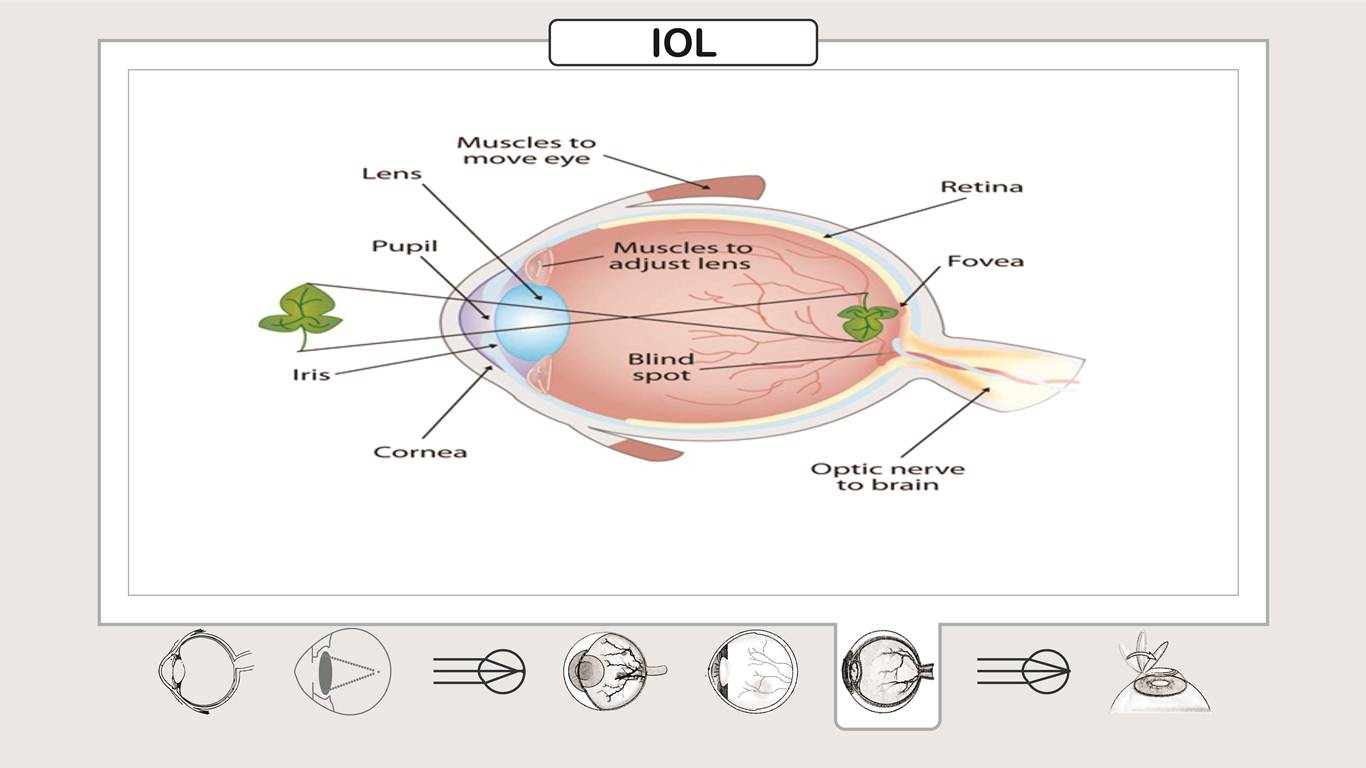 IOL
Muscles to
move eye
Lens
Retina
Pupil
Muscles to
adjust lens
Fovea
Blind
spot
Iris
Cornea
Optic nerve
to brain